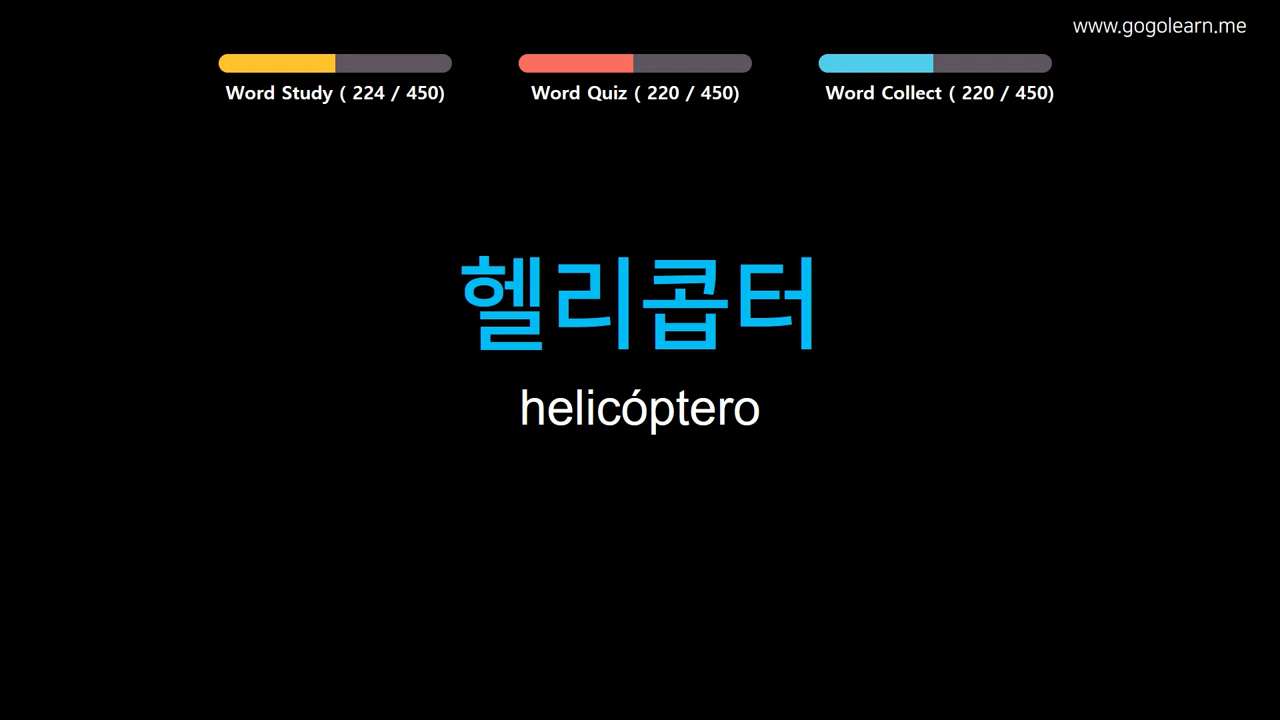 www.gogolearn.me
Word Study ( 224 / 450)
Word Quiz ( 220 / 450)
Word Collect ( 220 / 450)
헬리콥터
helicóptero